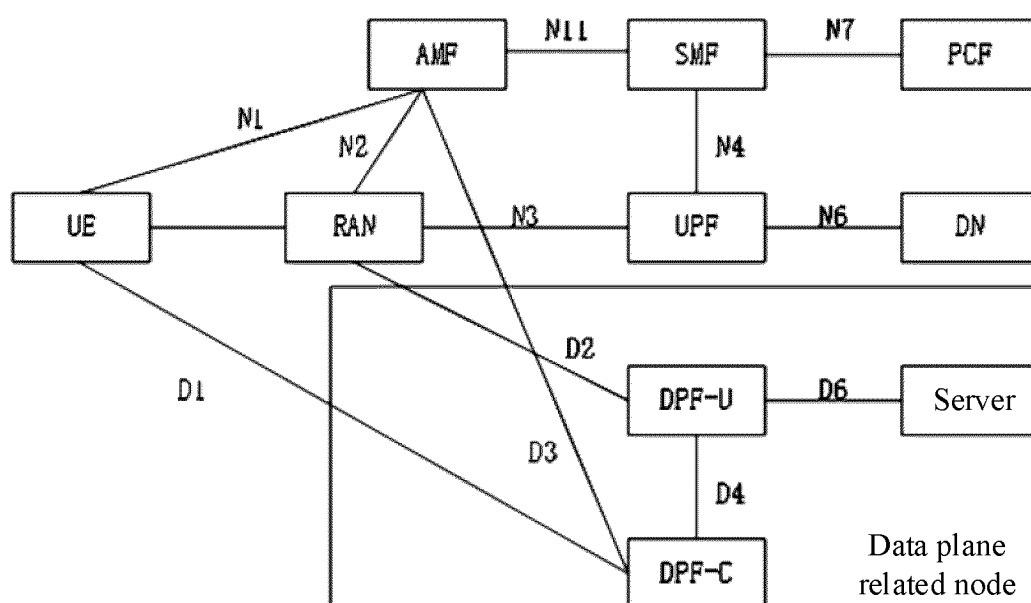 N11
N7
AMF
SMF
PCF
N1
N2
N4
UE
RAN
N3
UPF
N6
DN
D2
D1
DPF-U
D6
Server
D3
D4
Data plane
DPF-C
related node